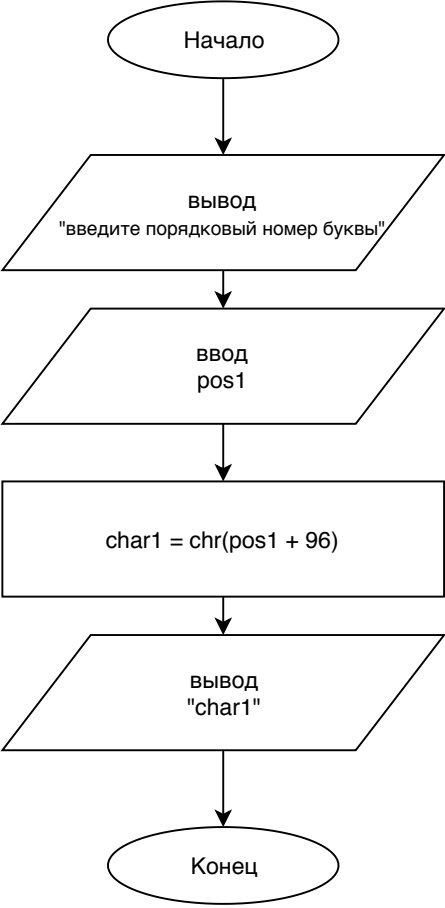 Начало
вывод
"введите порядковый номер буквы"
ввод
pos1
char1 = chr(pos1 + 96)
вывод
"char1"
Конец